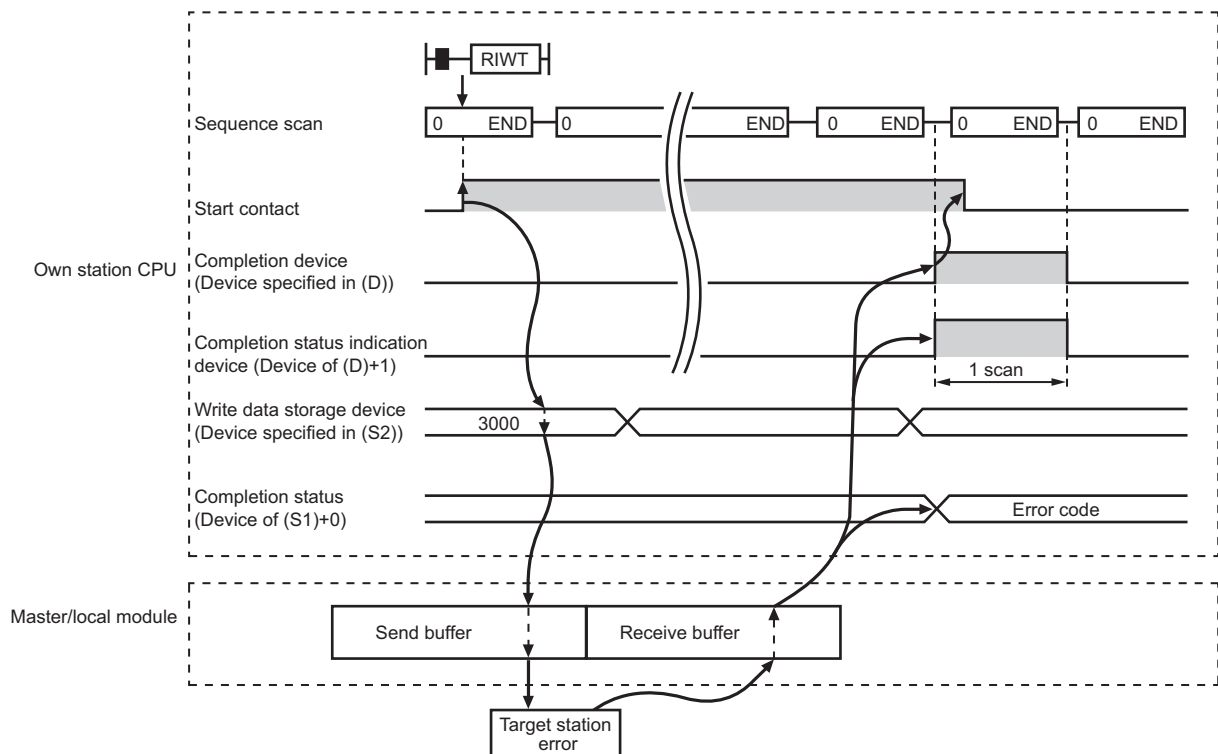 RIWT
Sequence scan
0 END 0 END 0 END 0 END 0 END
Start contact
Own station CPU
Completion device
(Device specified in (D))
Completion status indication
device (Device of (D)+1)
1 scan
Write data storage device
(Device specified in (S2))
3000
Completion status
(Device of (S1)+0)
Error code
Master/local module
Send buffer
Receive buffer
Target station
error